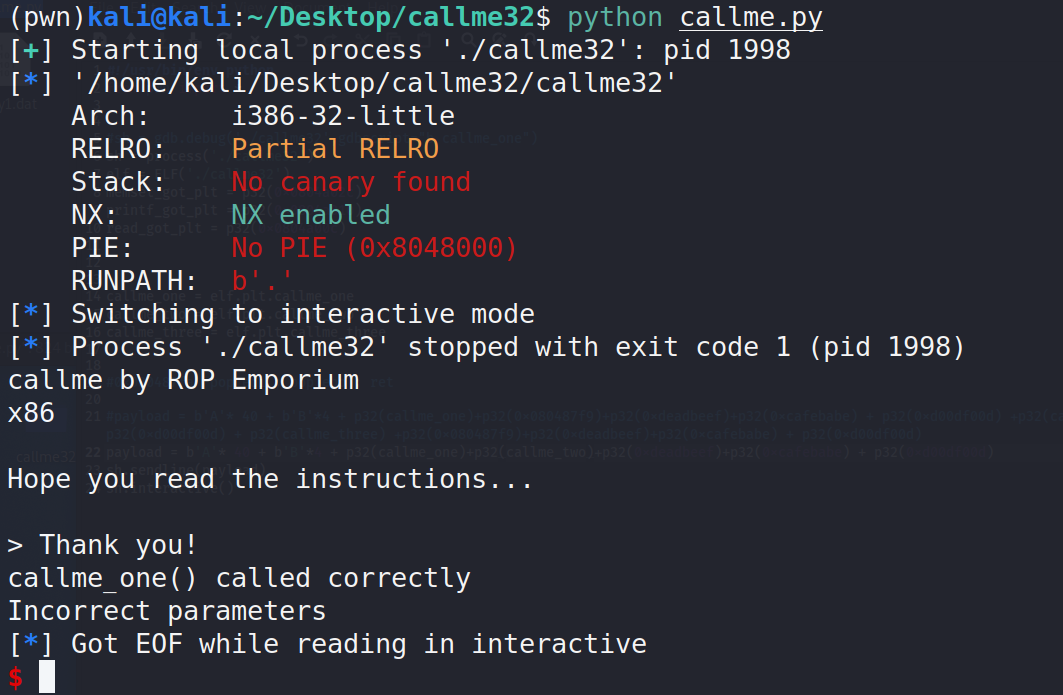 (pwn)kali@kali:~/Desktop/callme32$ python callme.py
[+] Starting local process './callme32': pid 1998
[*] '/home/kali/Desktop/callme32/callme32'
    Arch:     i386-32-little
    RELRO:    Partial RELRO
    Stack:    No canary found
    NX:       NX enabled
    PIE:      No PIE (0x8048000)
    RUNPATH:  b'.'
[*] Switching to interactive mode
[*] Process './callme32' stopped with exit code 1 (pid 1998)
callme by ROP Emporium
x86
Hope you read the instructions...
> Thank you!
callme_one() called correctly
Incorrect parameters
[*] Got EOF while reading in interactive
$